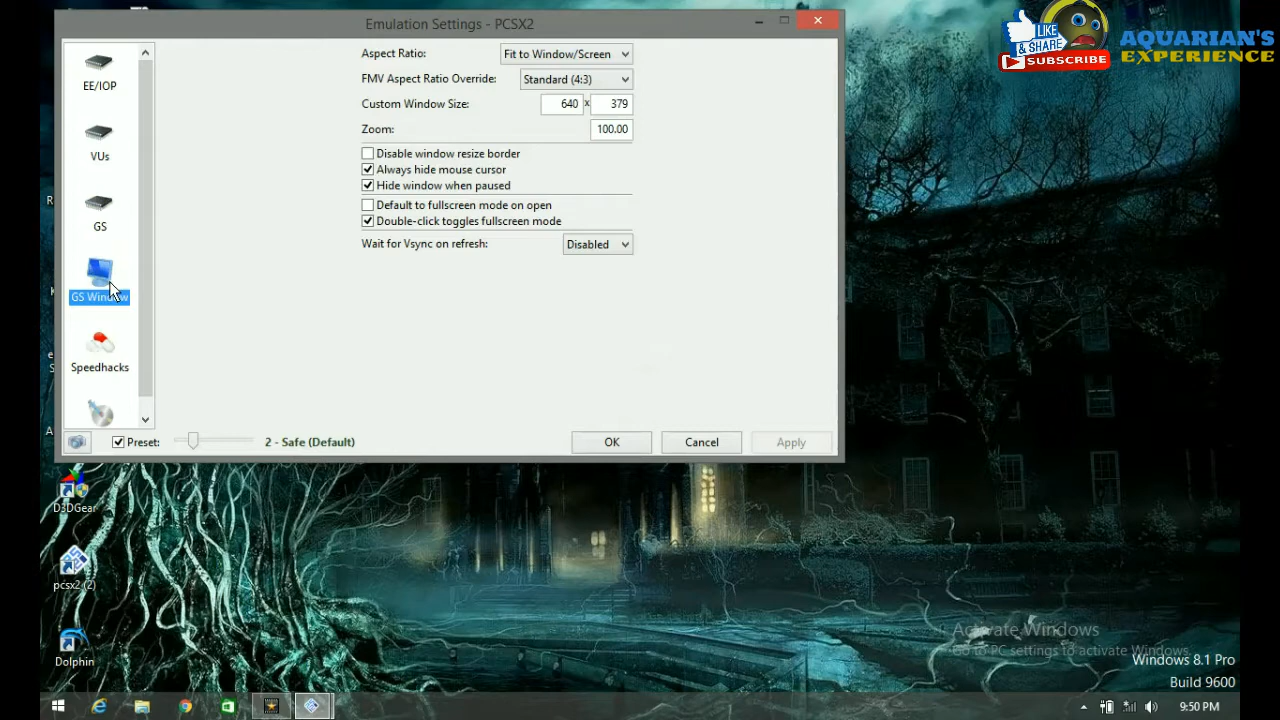 Emulation Settings - PCSX2
LIKE
& SHARE
SUBSCRIBE
AQUARIAN'S
EXPERIENCE
EE/IOP
VUs
GS
GS Window
Speedhacks
Aspect Ratio: Fit to Window/Screen
FMV Aspect Ratio Override: Standard (4:3)
Custom Window Size: 640 x 379
Zoom: 100.00
Disable window resize border
Always hide mouse cursor
Hide window when paused
Default to fullscreen mode on open
Double-click toggles fullscreen mode
Wait for Vsync on refresh: Disabled
Preset: 2 - Safe (Default)
OK Cancel Apply
D3DGear
pcsx2 (2)
Dolphin
Activate Windows
Go to PC settings to activate Windows.
Windows 8.1 Pro
Build 9600
9:50 PM